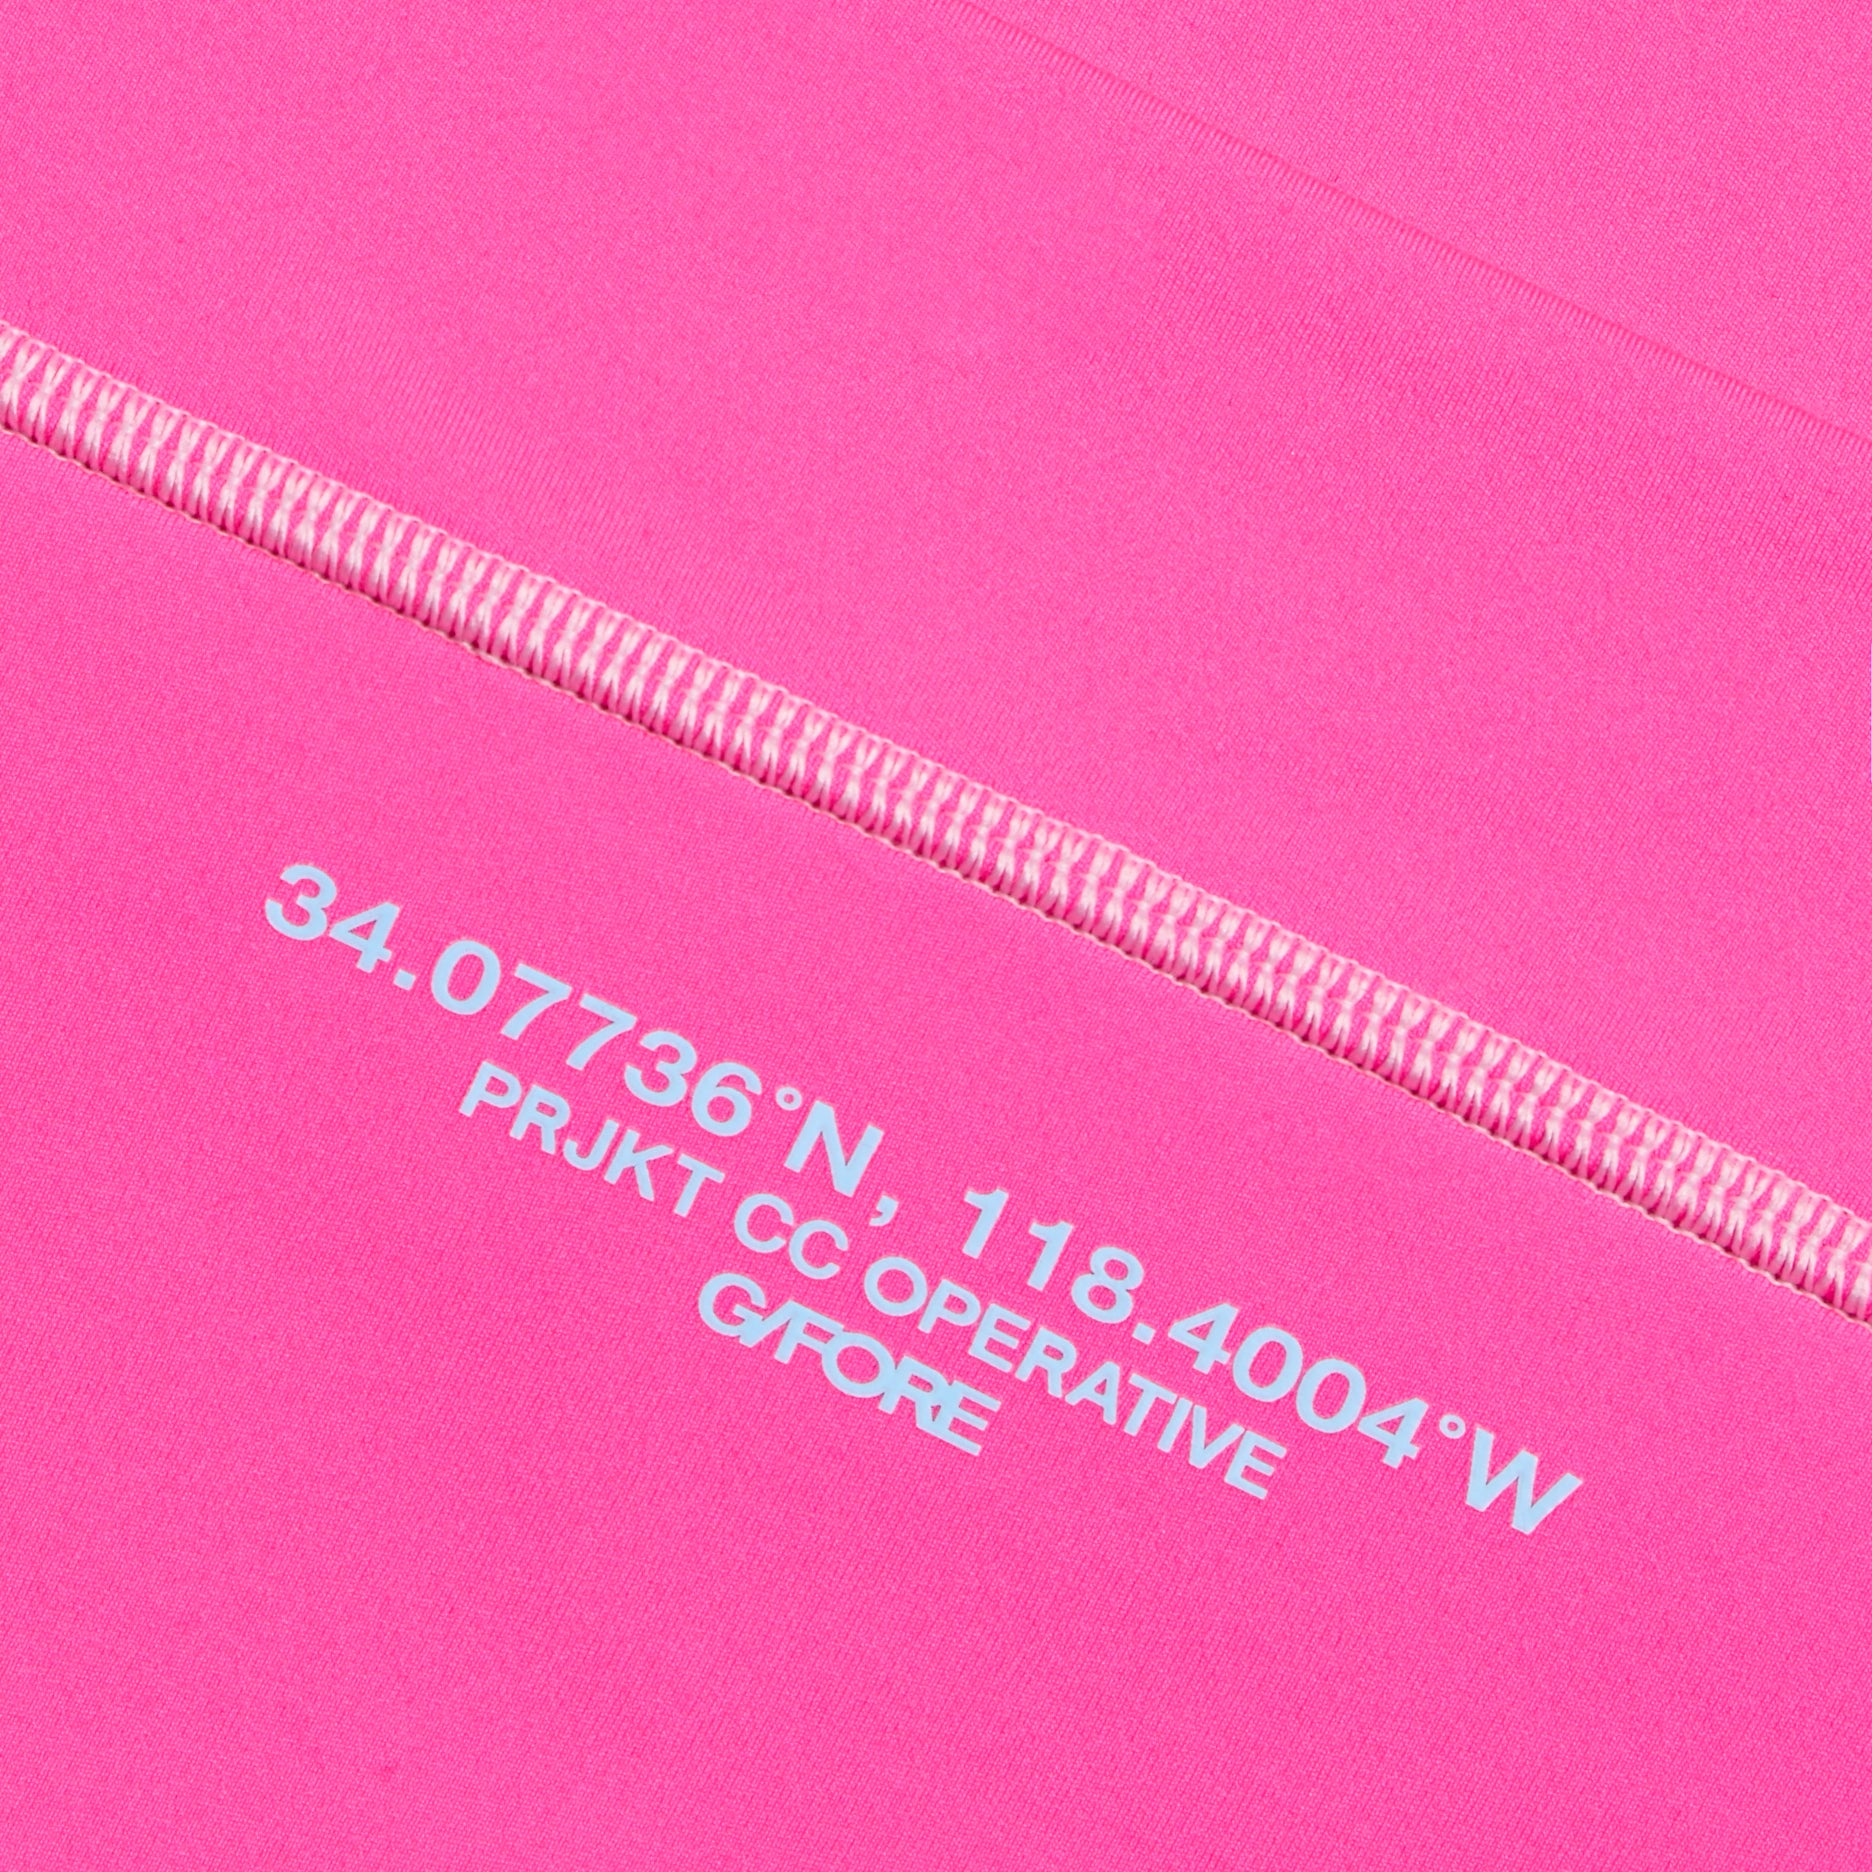 34.07736°N, 118.4004°W
PRJKT CC OPERATIVE
G/FORE